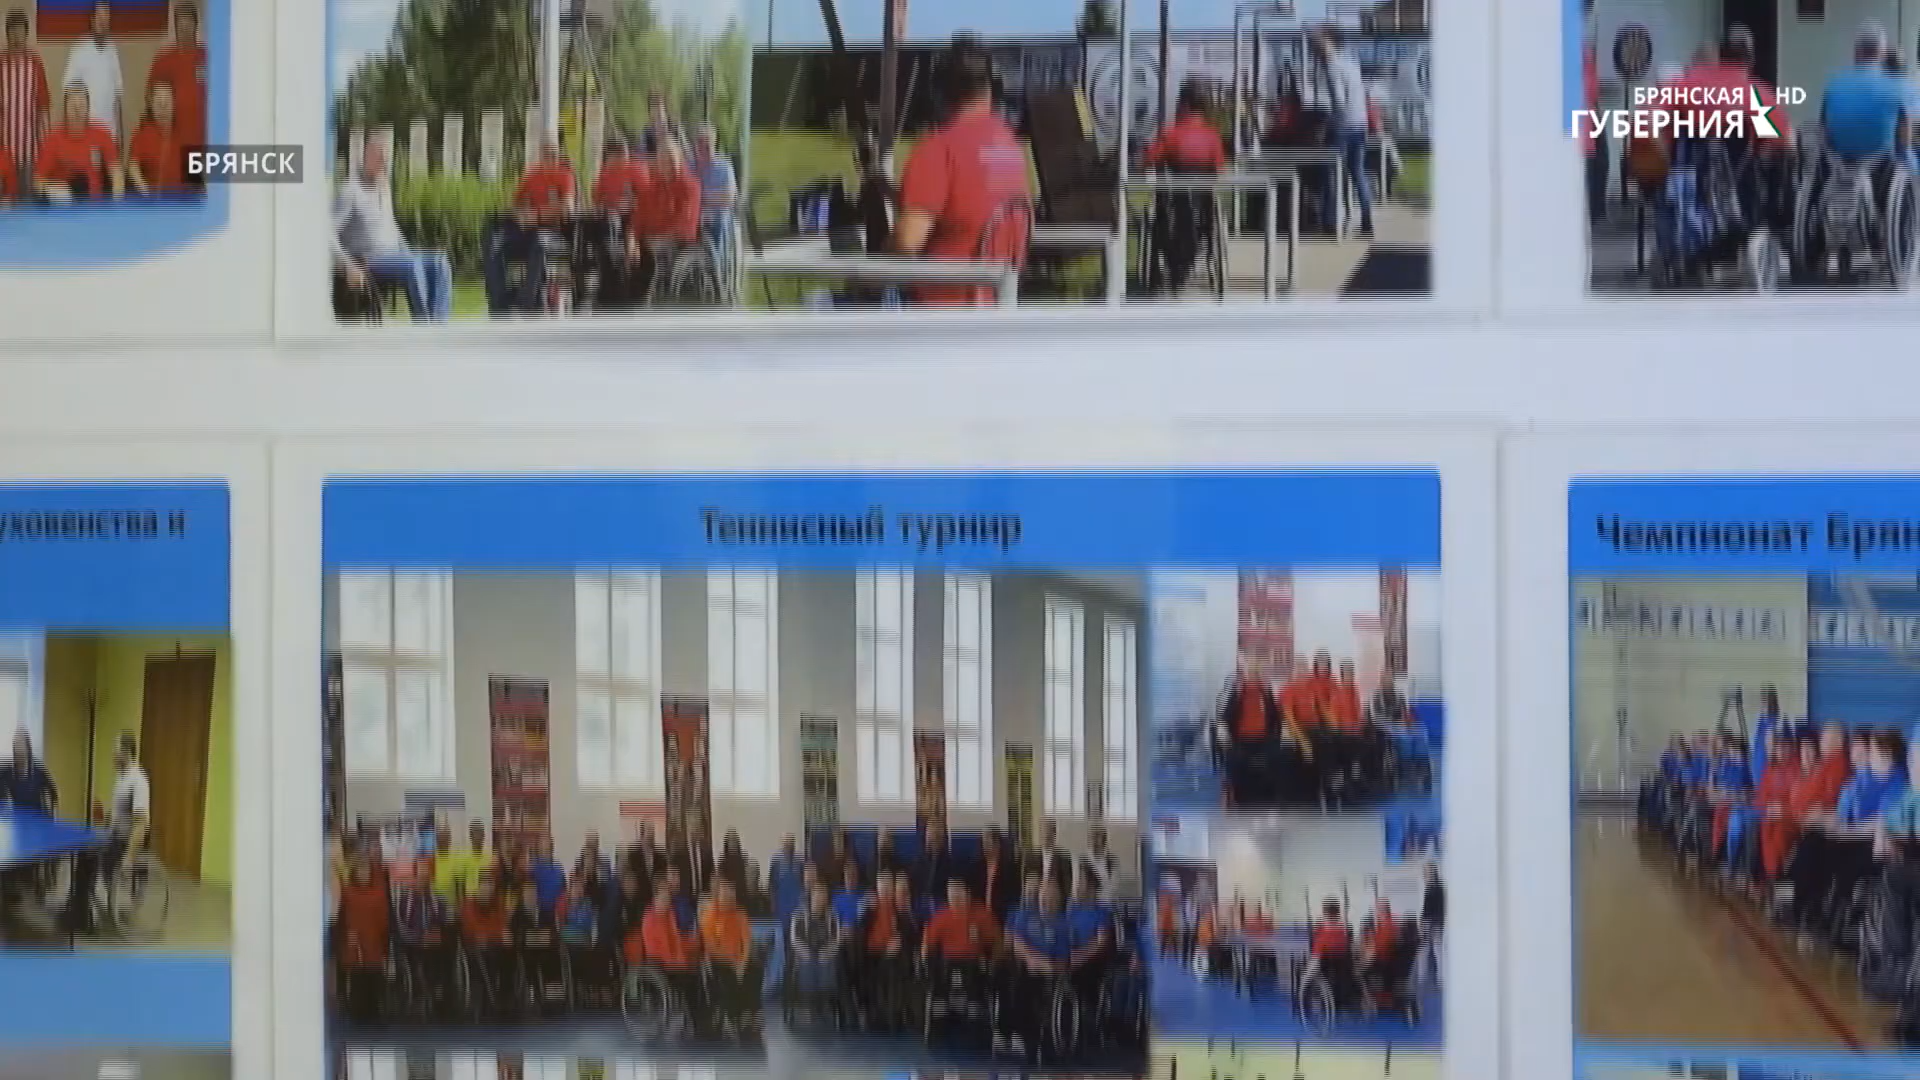 БРЯНСКАЯ HD
ГУБЕРНИЯ
БРЯНСК
уховенства и
Теннисный турнир
Чемпионат Брян